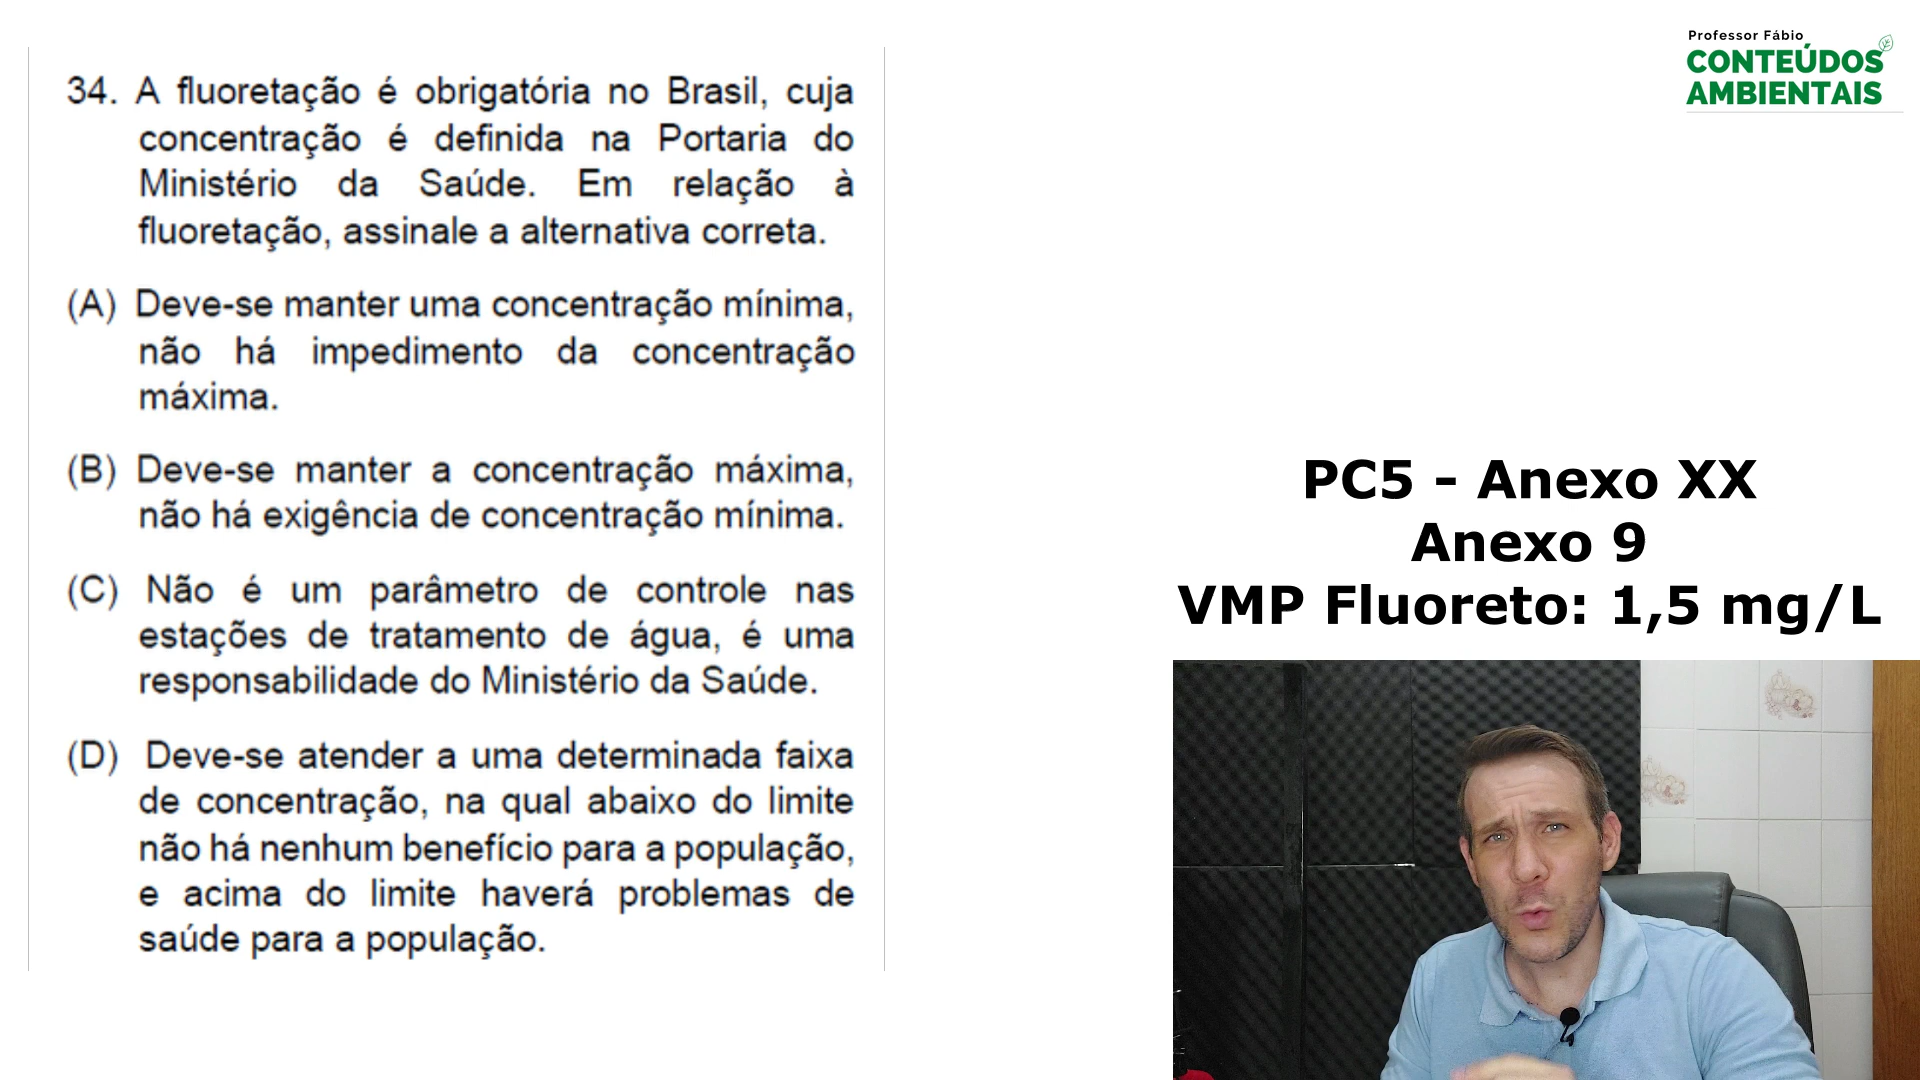 34. A fluoretação é obrigatória no Brasil, cuja
concentração é definida na Portaria do
Ministério da Saúde. Em relação à
fluoretação, assinale a alternativa correta.
(A) Deve-se manter uma concentração mínima,
não há impedimento da concentração
máxima.
(B) Deve-se manter a concentração máxima,
não há exigência de concentração mínima.
(C) Não é um parâmetro de controle nas
estações de tratamento de água, é uma
responsabilidade do Ministério da Saúde.
(D) Deve-se atender a uma determinada faixa
de concentração, na qual abaixo do limite
não há nenhum benefício para a população,
e acima do limite haverá problemas de
saúde para a população.
Professor Fábio
CONTEÚDOS
AMBIENTAIS
PC5 - Anexo XX
Anexo 9
VMP Fluoreto: 1,5 mg/L